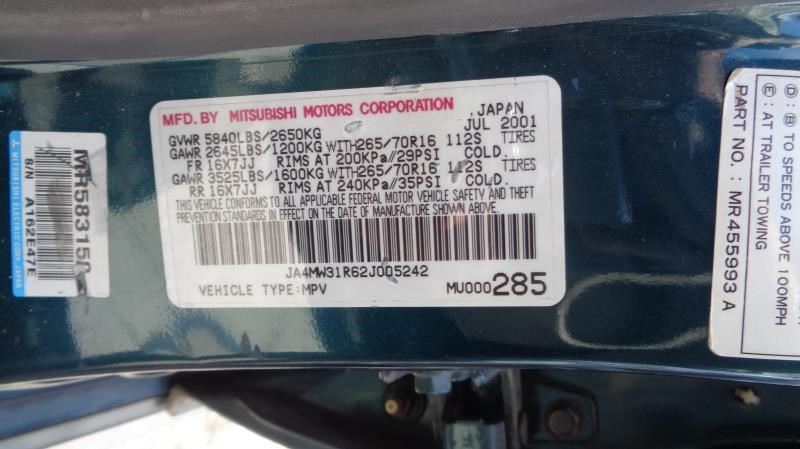 MFD. BY MITSUBISHI MOTORS CORPORATION JAPAN
GVWR 5840LBS/2650KG JUL 2001
GAWR 2645LBS/1200KG WITH265/70R16 112S TIRES
FR 16X7JJ RIMS AT 200KPa/29PSI COLD.
GAWR 3525LBS/1600KG WITH265/70R16 112S TIRES
RR 16X7JJ RIMS AT 240KPa/35PSI COLD.
THIS VEHICLE CONFORMS TO ALL APPLICABLE FEDERAL MOTOR VEHICLE SAFETY AND THEFT
PREVENTION STANDARDS IN EFFECT ON THE DATE OF MANUFACTURE SHOWN ABOVE.
JA4MW31R62J005242
VEHICLE TYPE:MPV MU000285
MR583150
S/N A162E47E
MITSUBISHI ELECTRIC CORP. JAPAN
D: B: TO SPEEDS ABOVE 100MPH
E: AT TRAILER TOWING
PART NO. MR455993 A